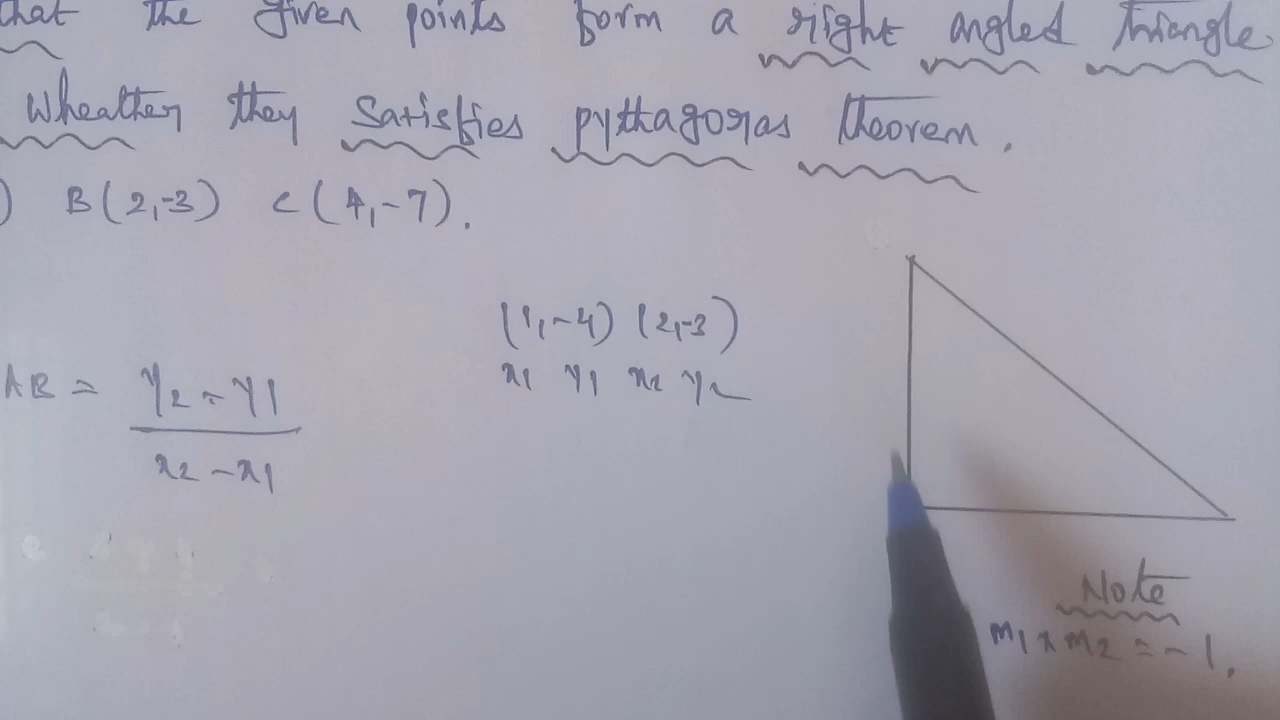 that the given points form a right angled triangle
Wheather they satisfies pythagoras theorem.
) B(2,-3) C(4,-7).
(1,-4) (2,-3)
x1 y1 x2 y2
AB = y2 - y1
x2 - x1
Note
m1 x m2 = -1.